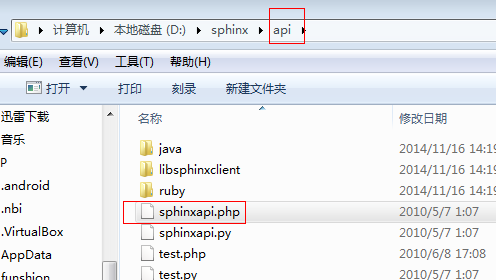 计算机 本地磁盘 (D:) sphinx api
编辑(E) 查看(V) 工具(T) 帮助(H)
打开 打印 刻录 新建文件夹
名称 修改日期
迅雷下载
音乐
.android
.nbi
.VirtualBox
AppData
funshion
java 2014/11/16 14:19
libsphinxclient 2014/11/16 14:19
ruby 2014/11/16 14:19
sphinxapi.php 2010/5/7 1:07
sphinxapi.py 2010/5/7 1:07
test.php 2010/6/8 17:08
test.py 2010/5/7 1:07